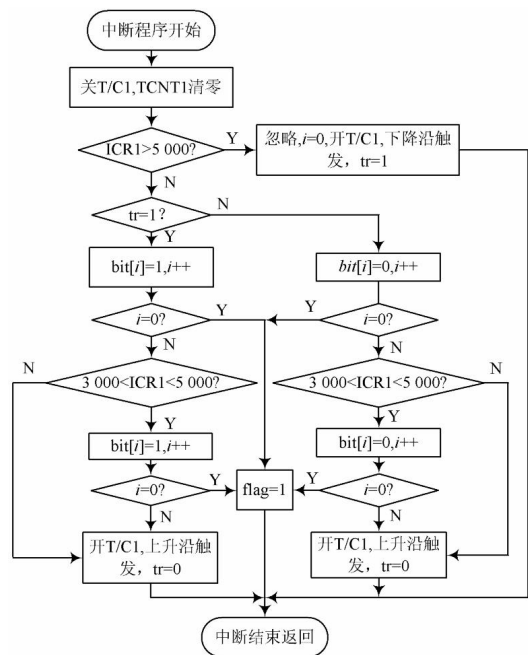 中断程序开始
关T/C1,TCNT1清零
ICR1>5 000?
Y
忽略,i=0,开T/C1,下降沿触
发，tr=1
N
tr=1?
N
Y
bit[i]=1,i++
bit[i]=0,i++
i=0?
Y
Y
i=0?
N
N
N
3 000<ICR1<5 000?
3 000<ICR1<5 000?
N
Y
Y
bit[i]=1,i++
bit[i]=0,i++
i=0?
Y
flag=1
Y
i=0?
N
N
开T/C1,上升沿触
发，tr=0
开T/C1,上升沿触
发，tr=0
中断结束返回